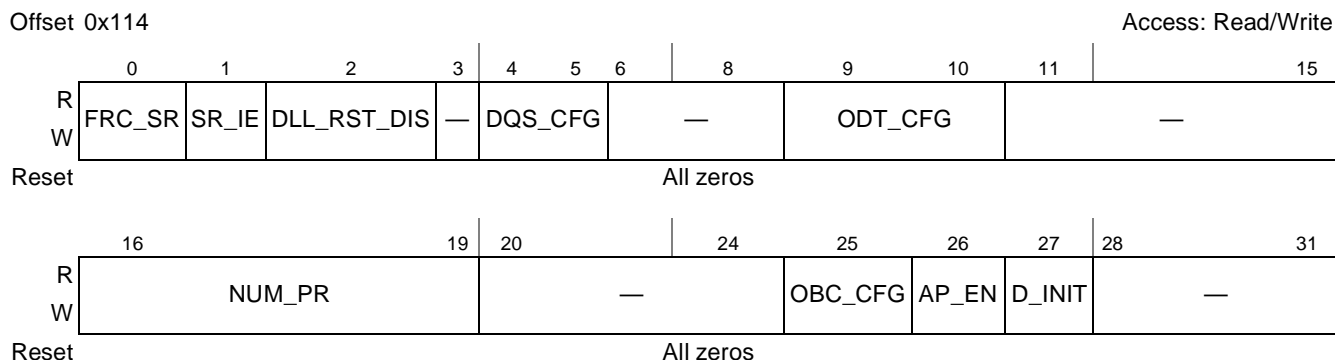 Offset 0x114 Access: Read/Write
0 1 2 3 4 5 6 8 9 10 11 15
R
W
FRC_SR SR_IE DLL_RST_DIS — DQS_CFG — ODT_CFG —
Reset All zeros
16 19 20 24 25 26 27 28 31
R
W
NUM_PR — OBC_CFG AP_EN D_INIT —
Reset All zeros